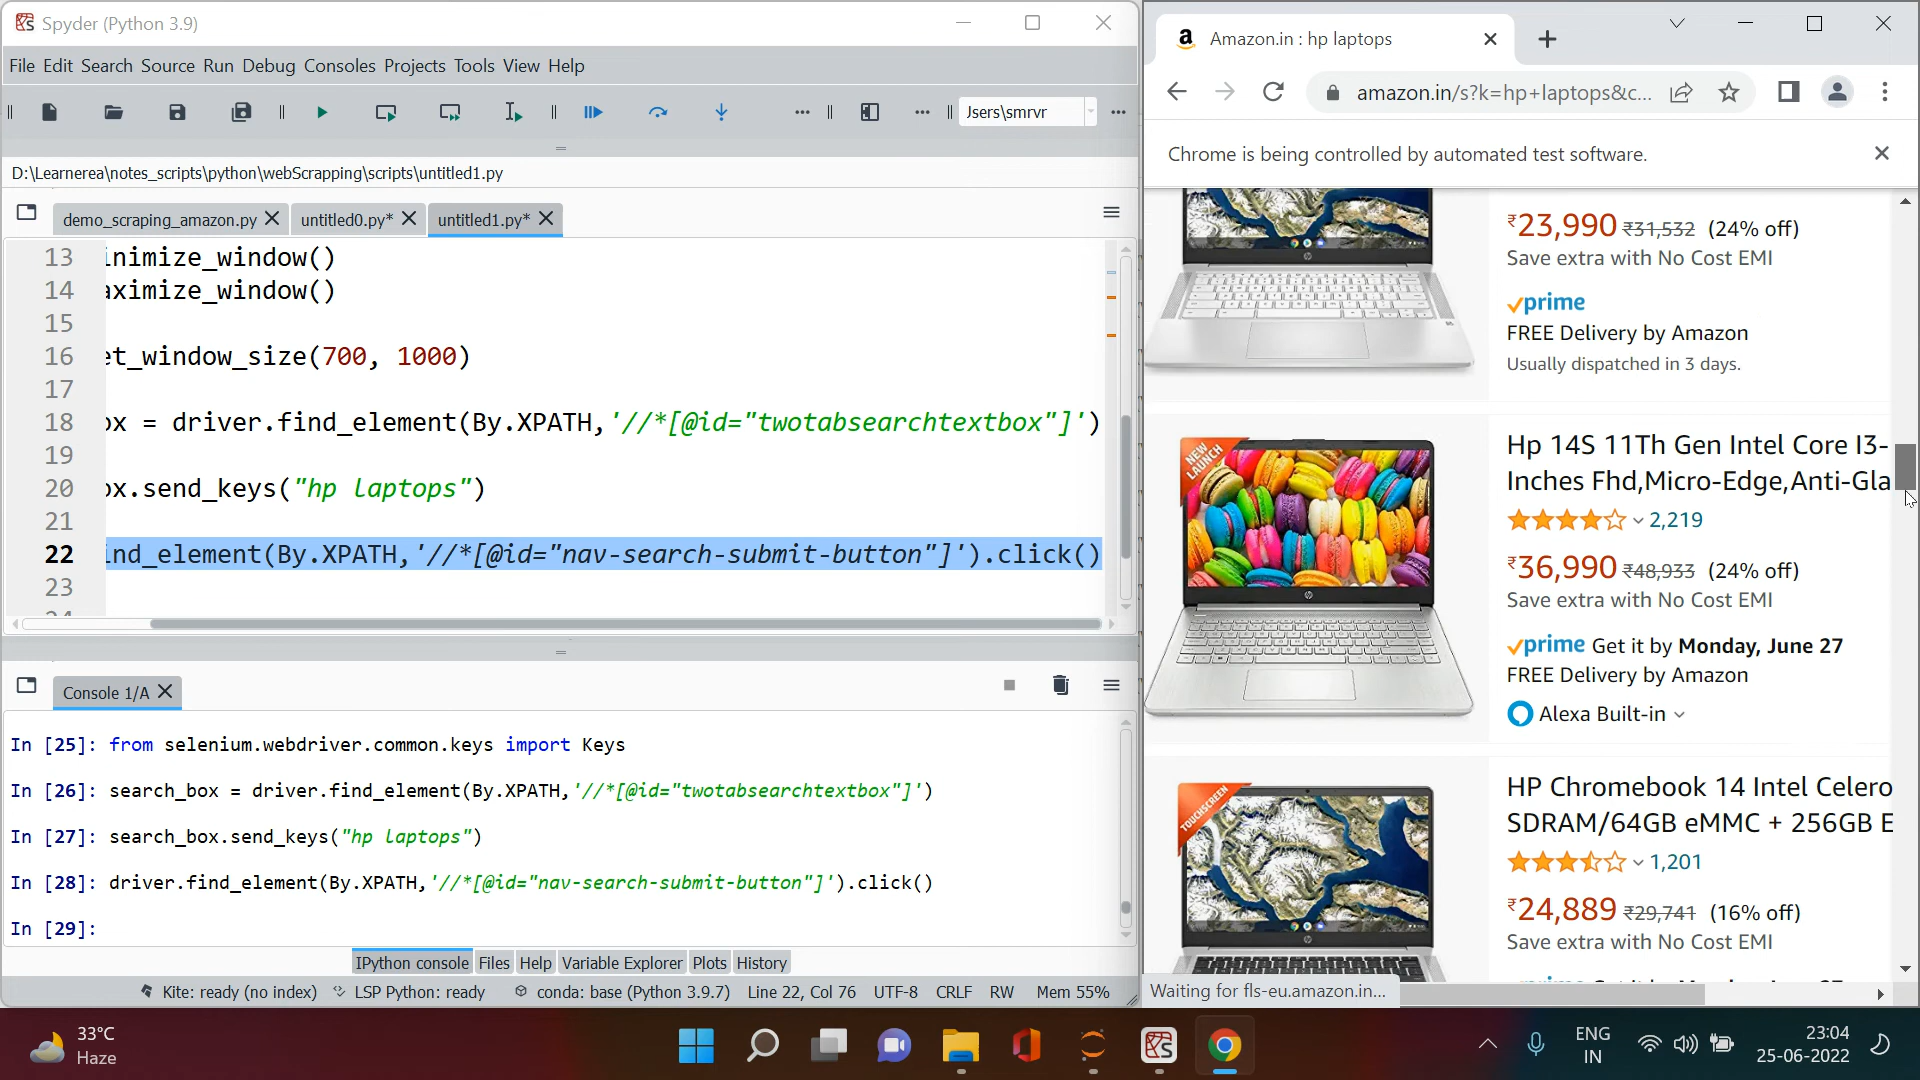 Spyder (Python 3.9)
File Edit Search Source Run Debug Consoles Projects Tools View Help
Jsers\smrvr
D:\Learnerea\notes_scripts\python\webScrapping\scripts\untitled1.py
demo_scraping_amazon.py untitled0.py* untitled1.py*
13 inimize_window()
14 aximize_window()
15
16 et_window_size(700, 1000)
17
18 ox = driver.find_element(By.XPATH,'//*[@id="twotabsearchtextbox"]')
19
20 ox.send_keys("hp laptops")
21
22 ind_element(By.XPATH,'//*[@id="nav-search-submit-button"]').click()
23
Console 1/A
In [25]: from selenium.webdriver.common.keys import Keys
In [26]: search_box = driver.find_element(By.XPATH,'//*[@id="twotabsearchtextbox"]')
In [27]: search_box.send_keys("hp laptops")
In [28]: driver.find_element(By.XPATH,'//*[@id="nav-search-submit-button"]').click()
In [29]:
IPython console Files Help Variable Explorer Plots History
Kite: ready (no index) LSP Python: ready conda: base (Python 3.9.7) Line 22, Col 76 UTF-8 CRLF RW Mem 55%
Amazon.in : hp laptops
amazon.in/s?k=hp+laptops&c...
Chrome is being controlled by automated test software.
₹23,990 ₹31,532 (24% off)
Save extra with No Cost EMI
prime
FREE Delivery by Amazon
Usually dispatched in 3 days.
NEW LAUNCH
Hp 14S 11Th Gen Intel Core I3-
Inches Fhd,Micro-Edge,Anti-Gla
2,219
₹36,990 ₹48,933 (24% off)
Save extra with No Cost EMI
prime Get it by Monday, June 27
FREE Delivery by Amazon
Alexa Built-in
TOUCHSCREEN
HP Chromebook 14 Intel Celero
SDRAM/64GB eMMC + 256GB E
1,201
₹24,889 ₹29,741 (16% off)
Save extra with No Cost EMI
Waiting for fls-eu.amazon.in...
33°C
Haze
ENG
IN
23:04
25-06-2022